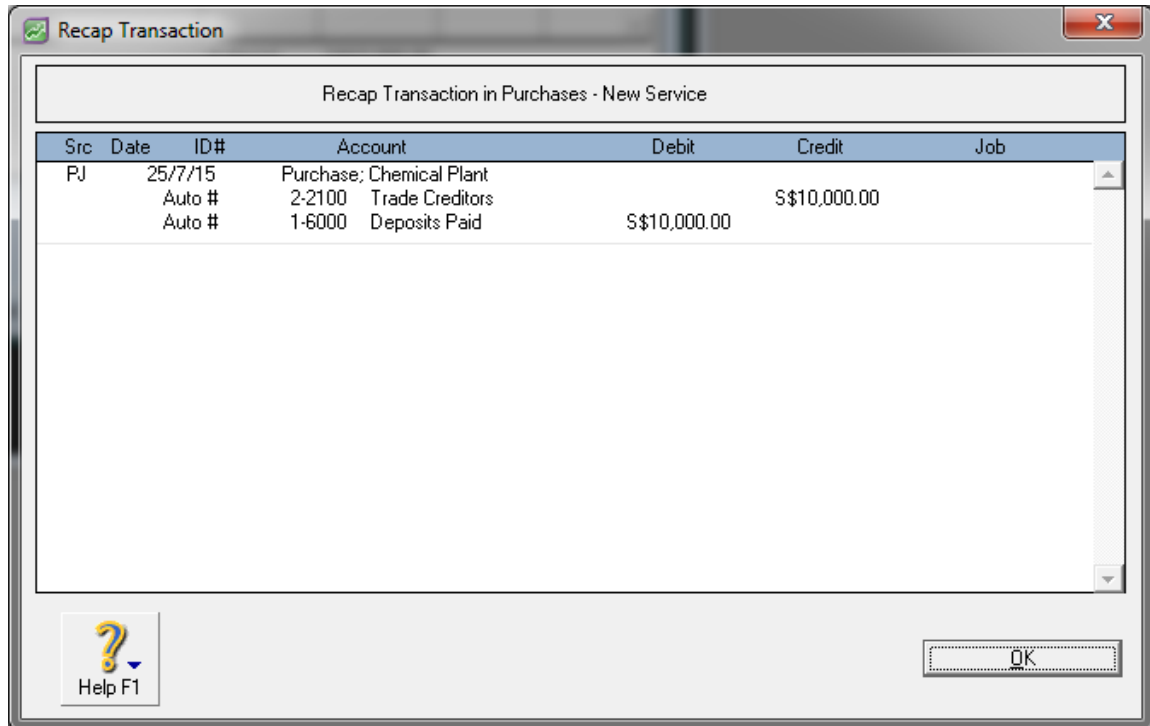 Recap Transaction
Recap Transaction in Purchases - New Service
Src Date ID# Account Debit Credit Job
PJ 25/7/15 Purchase; Chemical Plant
Auto # 2-2100 Trade Creditors S$10,000.00
Auto # 1-6000 Deposits Paid S$10,000.00
Help F1
OK